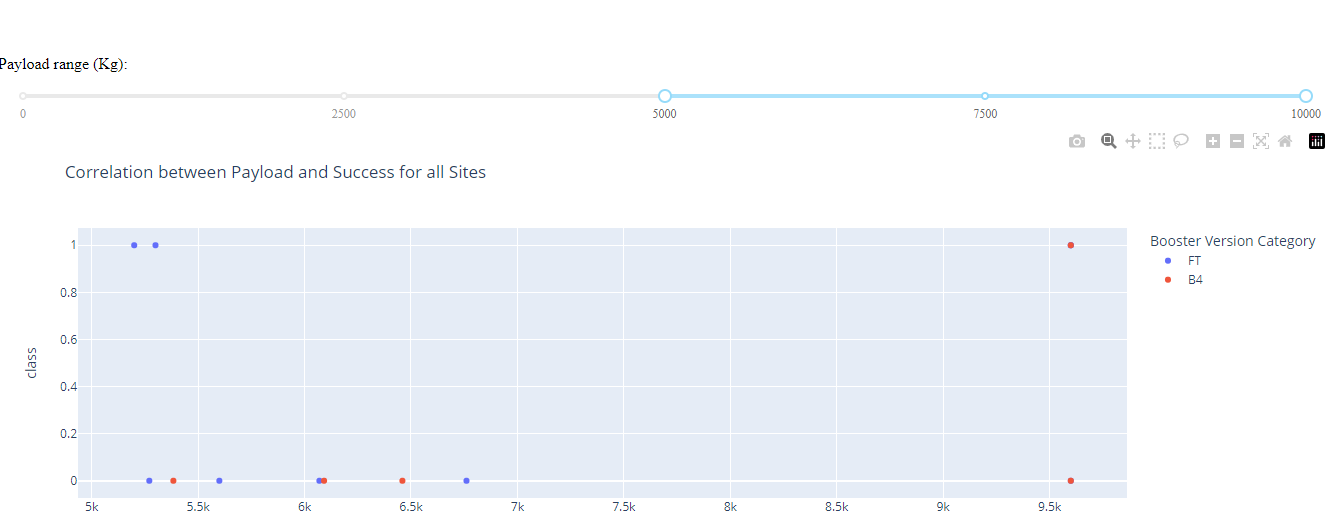 Payload range (Kg):
0 2500 5000 7500 10000
Correlation between Payload and Success for all Sites
Booster Version Category
FT
B4
class
1
0.8
0.6
0.4
0.2
0
5k 5.5k 6k 6.5k 7k 7.5k 8k 8.5k 9k 9.5k